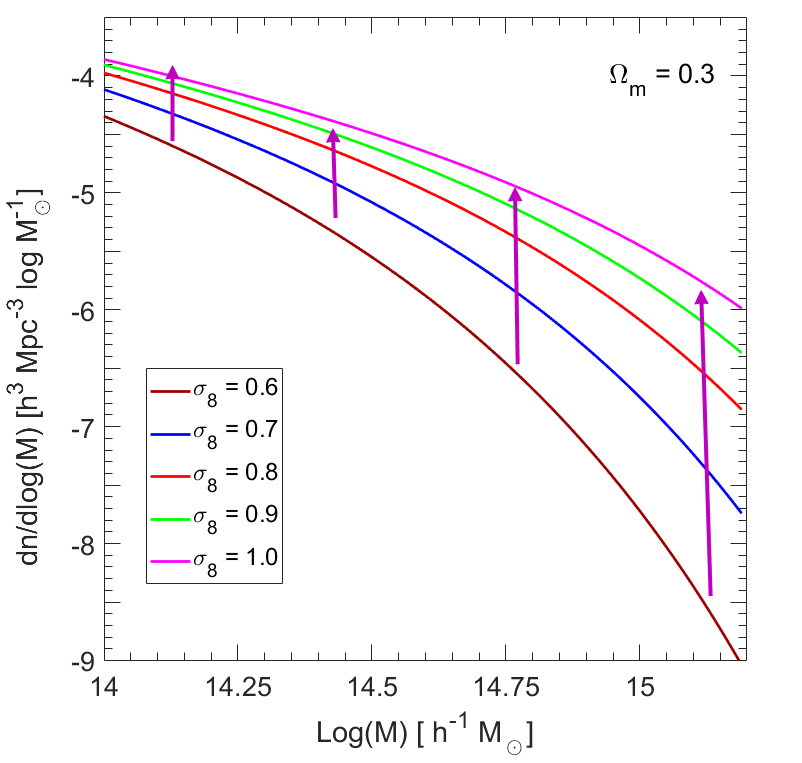 Ωm = 0.3
-4
-5
-6
-7
-8
-9
dn/dlog(M) [h³ Mpc⁻³ log M⊙⁻¹]
σ8 = 0.6
σ8 = 0.7
σ8 = 0.8
σ8 = 0.9
σ8 = 1.0
14 14.25 14.5 14.75 15
Log(M) [ h⁻¹ M⊙]